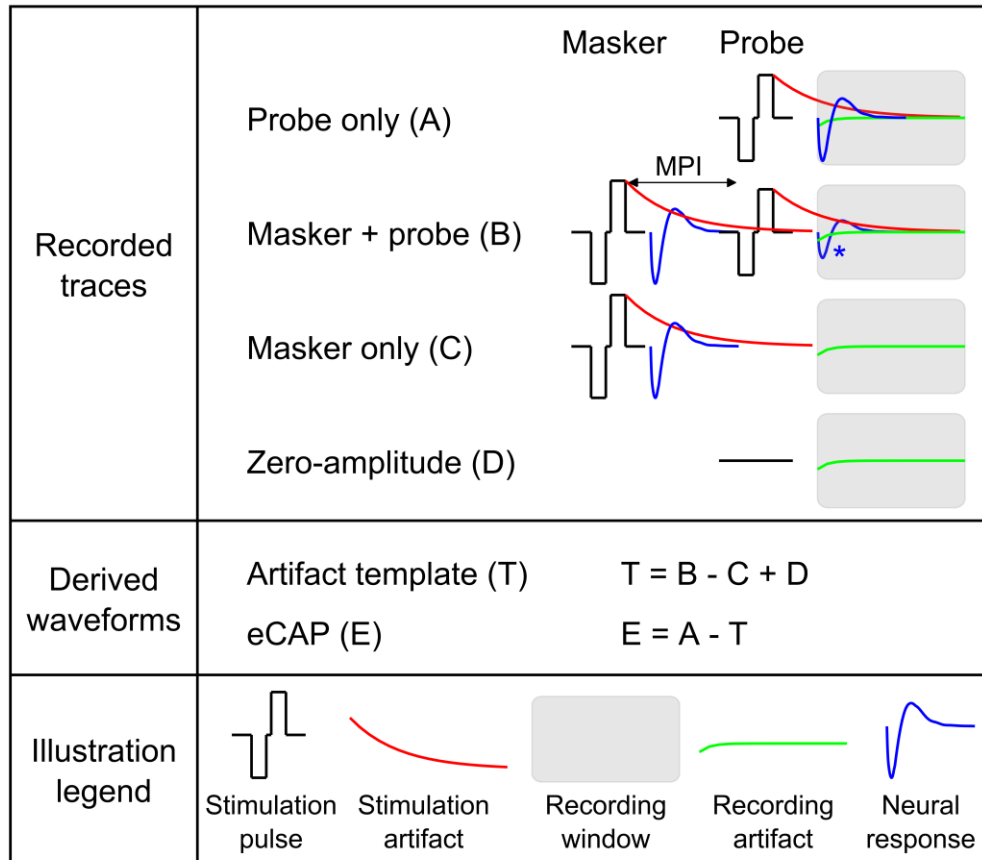 Masker Probe
Probe only (A)
MPI
Masker + probe (B)
*
Masker only (C)
Zero-amplitude (D)
Recorded
traces
Derived
waveforms
Artifact template (T) T = B - C + D
eCAP (E) E = A - T
Illustration
legend
Stimulation
pulse
Stimulation
artifact
Recording
window
Recording
artifact
Neural
response